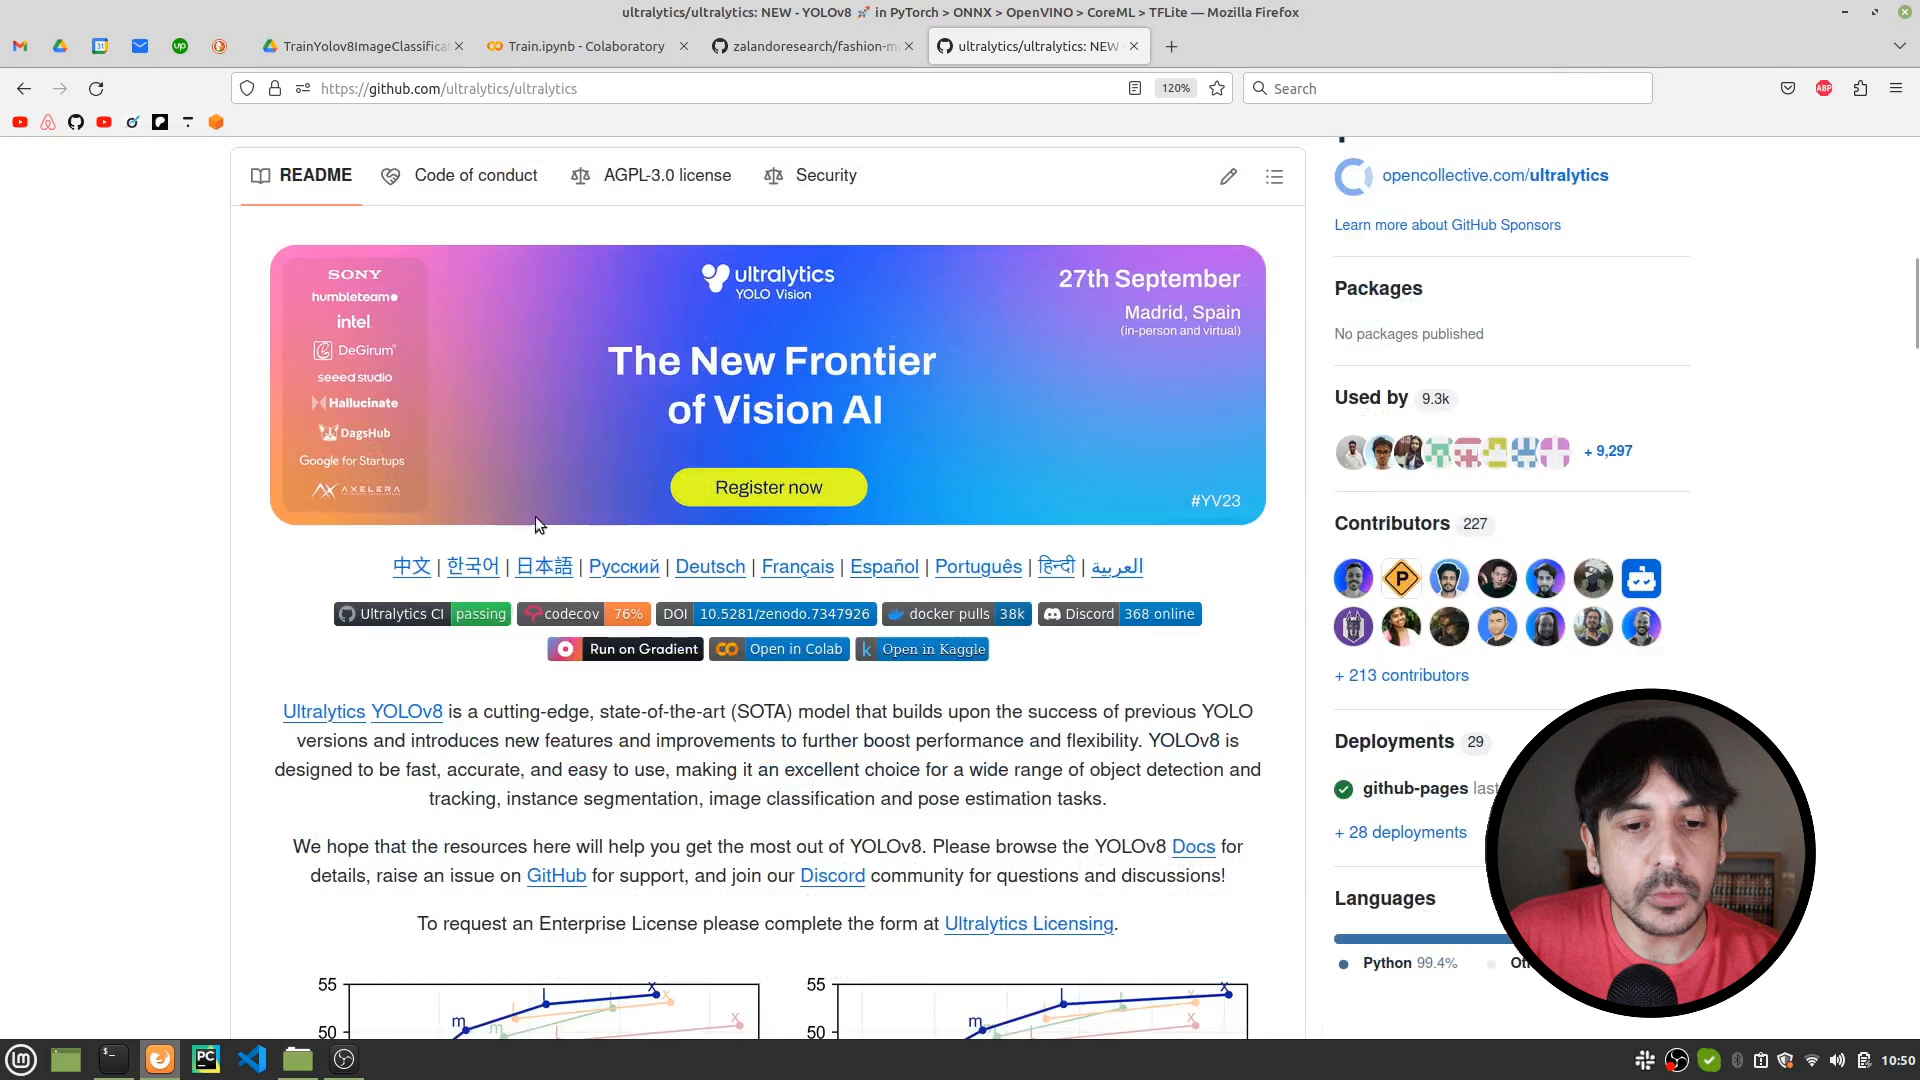 ultralytics/ultralytics: NEW - YOLOv8 🚀 in PyTorch > ONNX > OpenVINO > CoreML > TFLite — Mozilla Firefox
TrainYolov8ImageClassifica
Train.ipynb - Colaboratory
zalandoresearch/fashion-m
ultralytics/ultralytics: NEW
https://github.com/ultralytics/ultralytics
120%
Search
ABP
README
Code of conduct
AGPL-3.0 license
Security
SONY
humbleteam
intel
DeGirum
seeed studio
Hallucinate
DagsHub
Google for Startups
AXELERA
ultralytics
YOLO Vision
The New Frontier
of Vision AI
Register now
27th September
Madrid, Spain
(in-person and virtual)
#YV23
中文 | 한국어 | 日本語 | Русский | Deutsch | Français | Español | Português | हिन्दी | العربية
Ultralytics CI passing codecov 76% DOI 10.5281/zenodo.7347926 docker pulls 38k Discord 368 online
Run on Gradient Open in Colab k Open in Kaggle
Ultralytics YOLOv8 is a cutting-edge, state-of-the-art (SOTA) model that builds upon the success of previous YOLO
versions and introduces new features and improvements to further boost performance and flexibility. YOLOv8 is
designed to be fast, accurate, and easy to use, making it an excellent choice for a wide range of object detection and
tracking, instance segmentation, image classification and pose estimation tasks.
We hope that the resources here will help you get the most out of YOLOv8. Please browse the YOLOv8 Docs for
details, raise an issue on GitHub for support, and join our Discord community for questions and discussions!
To request an Enterprise License please complete the form at Ultralytics Licensing.
55
50
m
l
x
55
50
m
l
x
opencollective.com/ultralytics
Learn more about GitHub Sponsors
Packages
No packages published
Used by 9.3k
+ 9,297
Contributors 227
P
+ 213 contributors
Deployments 29
github-pages last
+ 28 deployments
Languages
Python 99.4%
PC
10:50